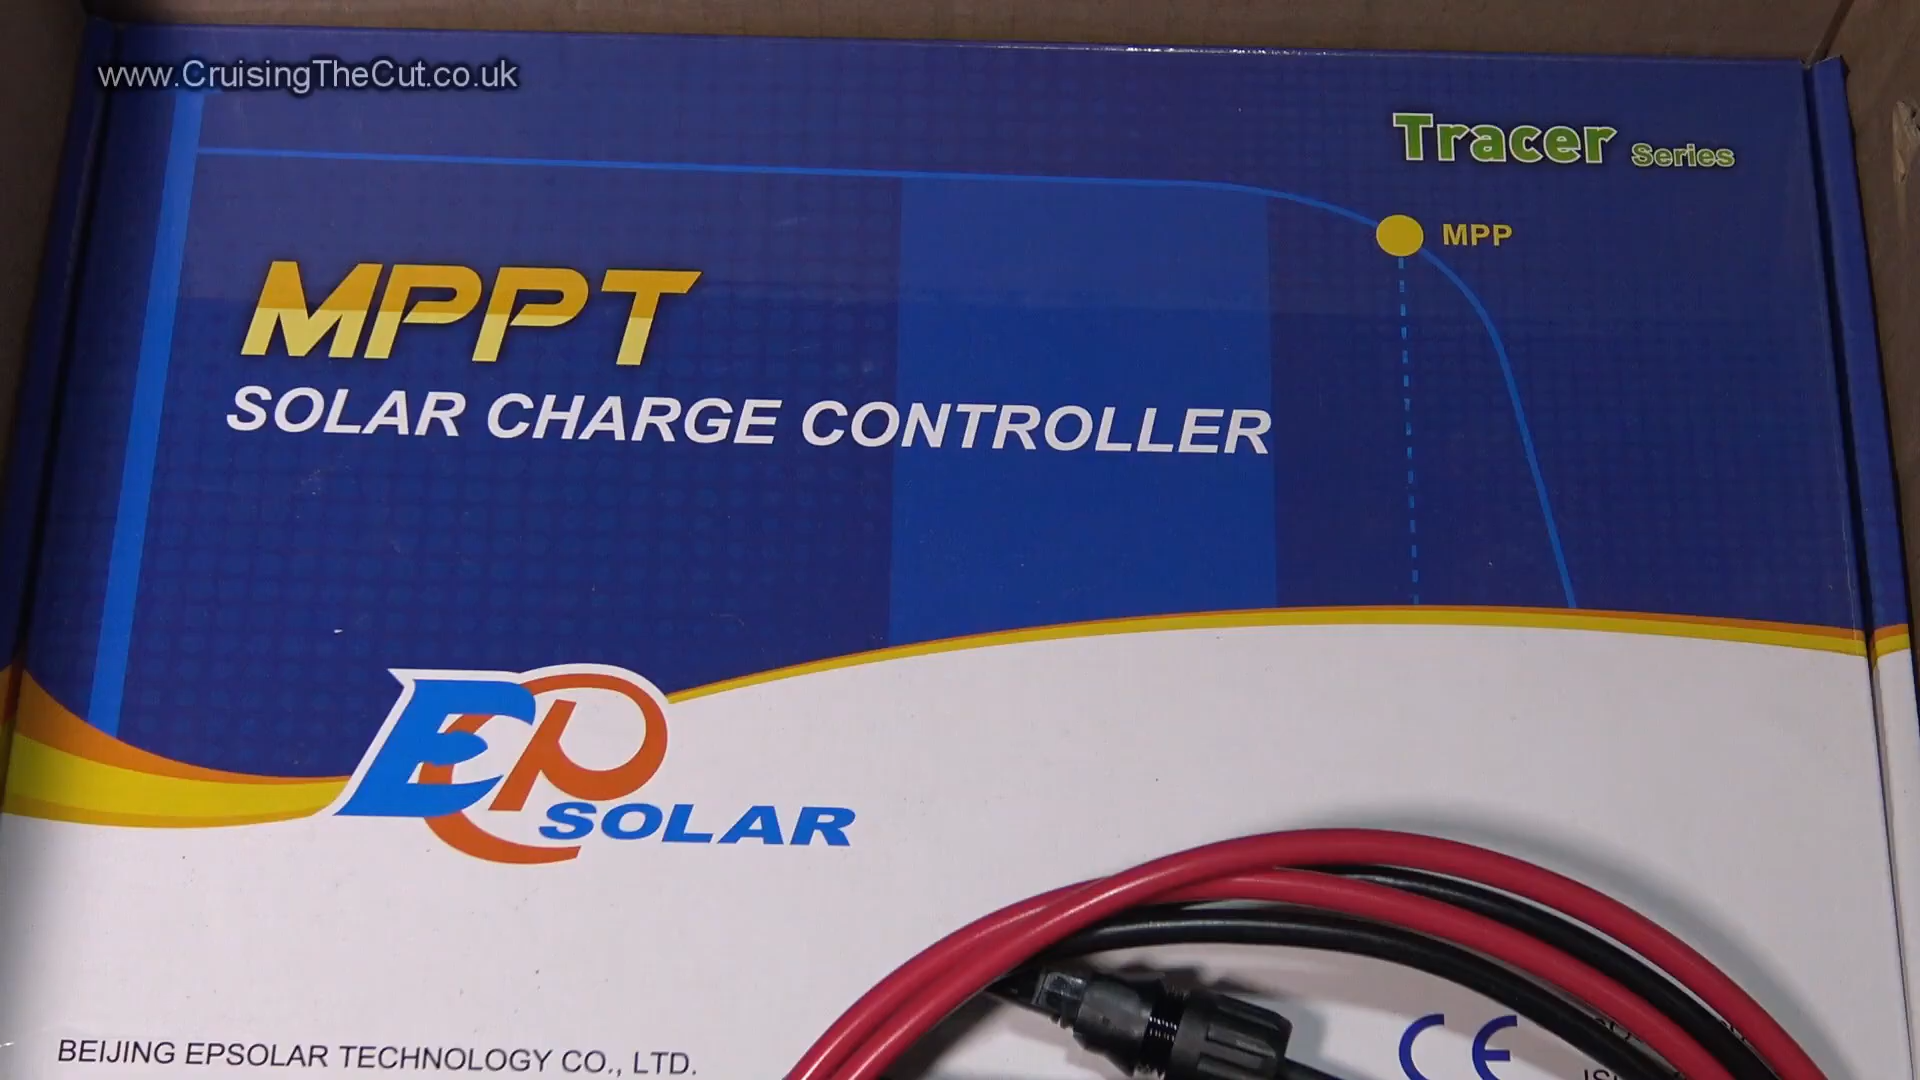 www.CruisingTheCut.co.uk
Tracer Series
MPP
MPPT
SOLAR CHARGE CONTROLLER
EP SOLAR
BEIJING EPSOLAR TECHNOLOGY CO., LTD.
CE